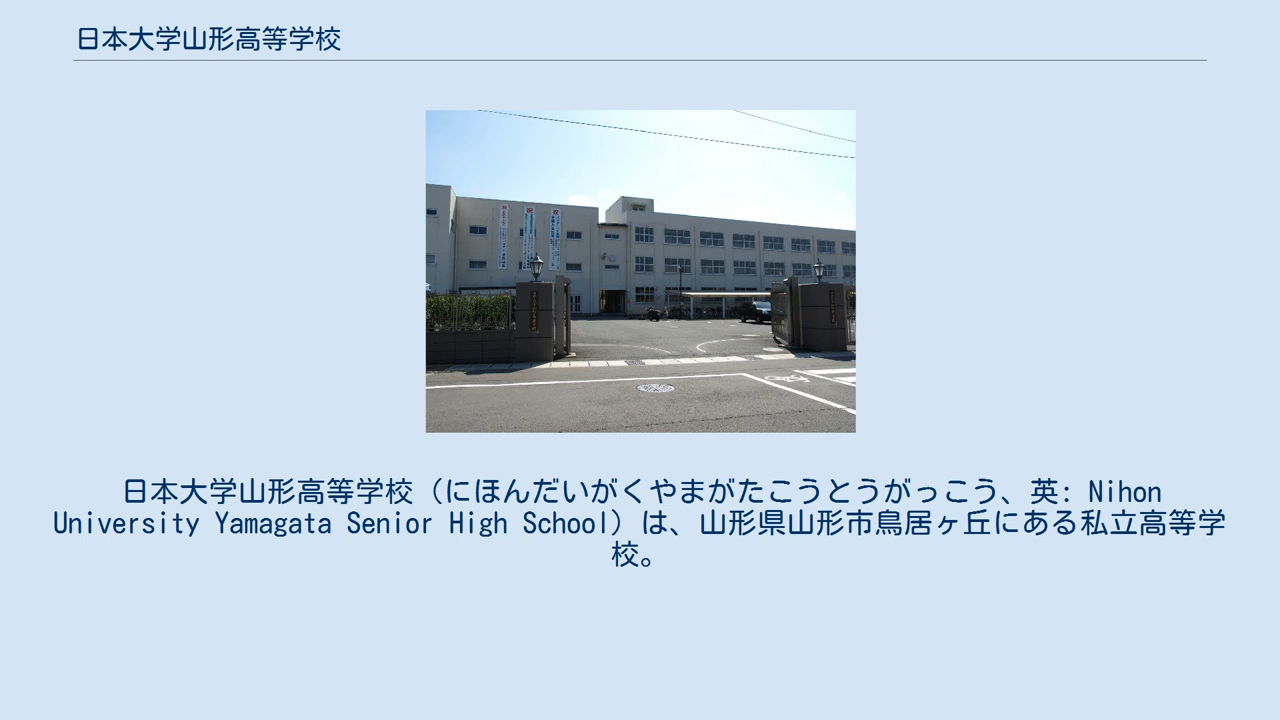 日本大学山形高等学校
祝
祝
祝
日本大学山形高等学校（にほんだいがくやまがたこうとうがっこう、英: Nihon
University Yamagata Senior High School）は、山形県山形市鳥居ヶ丘にある私立高等学
校。